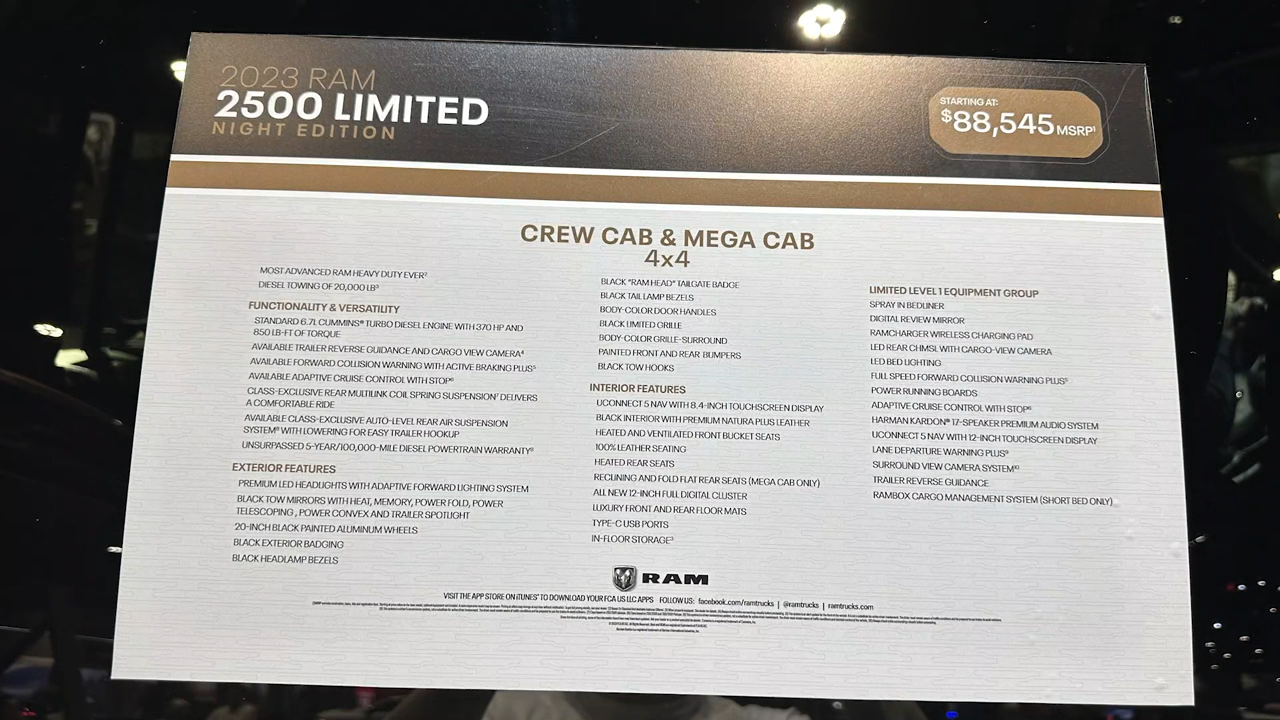 2023 RAM
2500 LIMITED
NIGHT EDITION
STARTING AT:
$88,545 MSRP¹
CREW CAB & MEGA CAB
4x4
MOST ADVANCED RAM HEAVY DUTY EVER²
DIESEL TOWING OF 20,000 LB³
FUNCTIONALITY & VERSATILITY
STANDARD 6.7L CUMMINS® TURBO DIESEL ENGINE WITH 370 HP AND
850 LB-FT OF TORQUE
AVAILABLE TRAILER REVERSE GUIDANCE AND CARGO VIEW CAMERA⁴
AVAILABLE FORWARD COLLISION WARNING WITH ACTIVE BRAKING PLUS⁵
AVAILABLE ADAPTIVE CRUISE CONTROL WITH STOP⁶
CLASS-EXCLUSIVE REAR MULTILINK COIL SPRING SUSPENSION⁷ DELIVERS
A COMFORTABLE RIDE
AVAILABLE CLASS-EXCLUSIVE AUTO-LEVEL REAR AIR SUSPENSION
SYSTEM⁸ WITH LOWERING FOR EASY TRAILER HOOKUP
UNSURPASSED 5-YEAR/100,000-MILE DIESEL POWERTRAIN WARRANTY⁹
EXTERIOR FEATURES
PREMIUM LED HEADLIGHTS WITH ADAPTIVE FORWARD LIGHTING SYSTEM
BLACK TOW MIRRORS WITH HEAT, MEMORY, POWER FOLD, POWER
TELESCOPING , POWER CONVEX AND TRAILER SPOTLIGHT
20-INCH BLACK PAINTED ALUMINUM WHEELS
BLACK EXTERIOR BADGING
BLACK HEADLAMP BEZELS
BLACK "RAM HEAD" TAILGATE BADGE
BLACK TAIL LAMP BEZELS
BODY-COLOR DOOR HANDLES
BLACK LIMITED GRILLE
BODY-COLOR GRILLE-SURROUND
PAINTED FRONT AND REAR BUMPERS
BLACK TOW HOOKS
INTERIOR FEATURES
UCONNECT 5 NAV WITH 8.4-INCH TOUCHSCREEN DISPLAY
BLACK INTERIOR WITH PREMIUM NATURA PLUS LEATHER
HEATED AND VENTILATED FRONT BUCKET SEATS
100% LEATHER SEATING
HEATED REAR SEATS
RECLINING AND FOLD FLAT REAR SEATS (MEGA CAB ONLY)
ALL NEW 12-INCH FULL DIGITAL CLUSTER
LUXURY FRONT AND REAR FLOOR MATS
TYPE-C USB PORTS
IN-FLOOR STORAGE³
LIMITED LEVEL 1 EQUIPMENT GROUP
SPRAY IN BEDLINER
DIGITAL REVIEW MIRROR
RAMCHARGER WIRELESS CHARGING PAD
LED REAR CHMSL WITH CARGO-VIEW CAMERA
LED BED LIGHTING
FULL SPEED FORWARD COLLISION WARNING PLUS⁵
POWER RUNNING BOARDS
ADAPTIVE CRUISE CONTROL WITH STOP⁶
HARMAN KARDON® 17-SPEAKER PREMIUM AUDIO SYSTEM
UCONNECT 5 NAV WITH 12-INCH TOUCHSCREEN DISPLAY
LANE DEPARTURE WARNING PLUS⁹
SURROUND VIEW CAMERA SYSTEM¹⁰
TRAILER REVERSE GUIDANCE
RAMBOX CARGO MANAGEMENT SYSTEM (SHORT BED ONLY)
RAM
VISIT THE APP STORE ON iTUNES® TO DOWNLOAD YOUR FCA US LLC APPS FOLLOW US: facebook.com/ramtrucks | @ramtrucks | ramtrucks.com